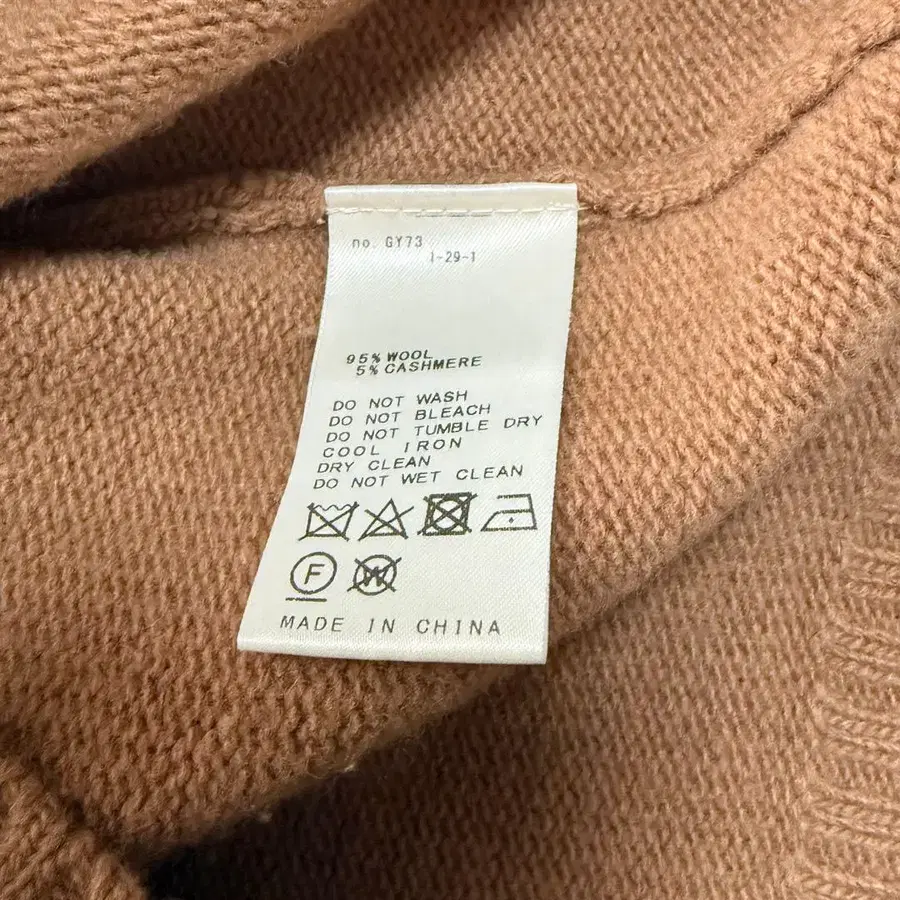 no. GY73
1-29-1
95% WOOL
5% CASHMERE
DO NOT WASH
DO NOT BLEACH
DO NOT TUMBLE DRY
COOL IRON
DRY CLEAN
DO NOT WET CLEAN
F W
MADE IN CHINA